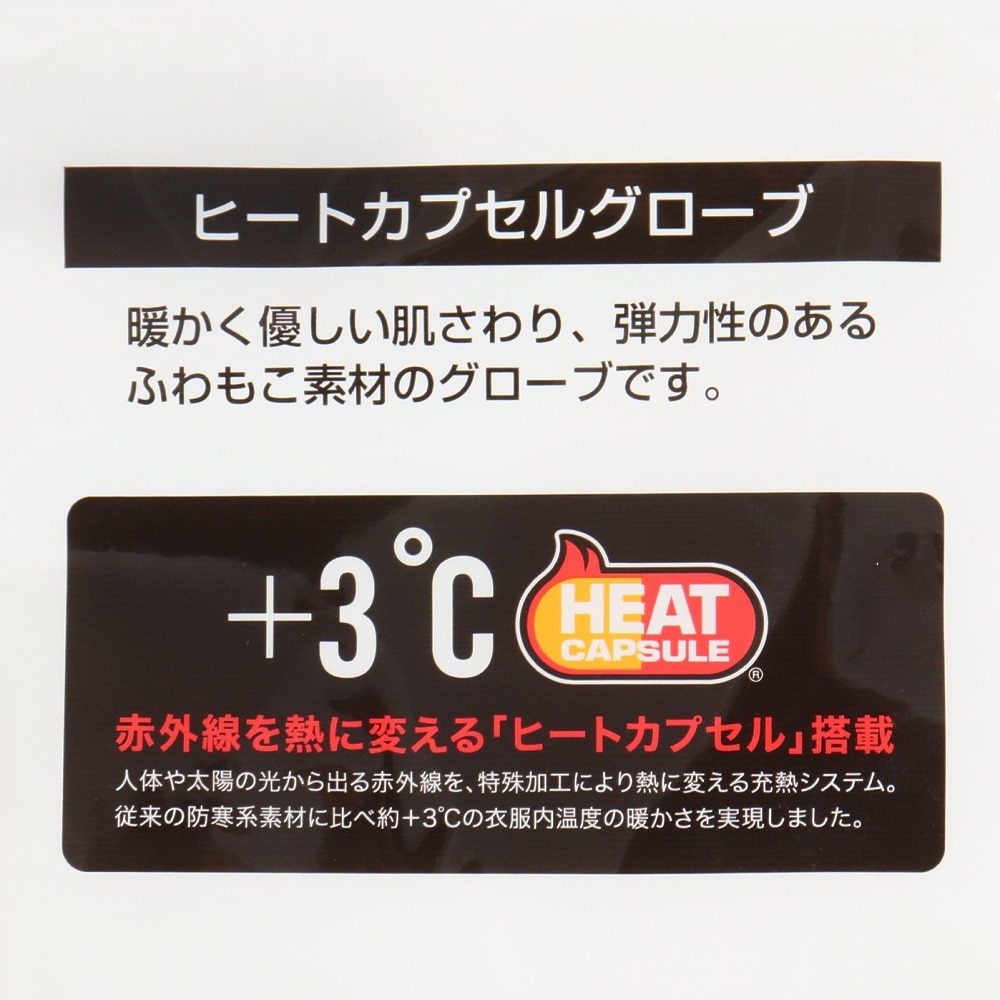 ヒートカプセルグローブ
暖かく優しい肌さわり、弾力性のある
ふわもこ素材のグローブです。
+3℃
HEAT
CAPSULE
®
赤外線を熱に変える「ヒートカプセル」搭載
人体や太陽の光から出る赤外線を、特殊加工により熱に変える充熱システム。
従来の防寒系素材に比べ約+3℃の衣服内温度の暖かさを実現しました。